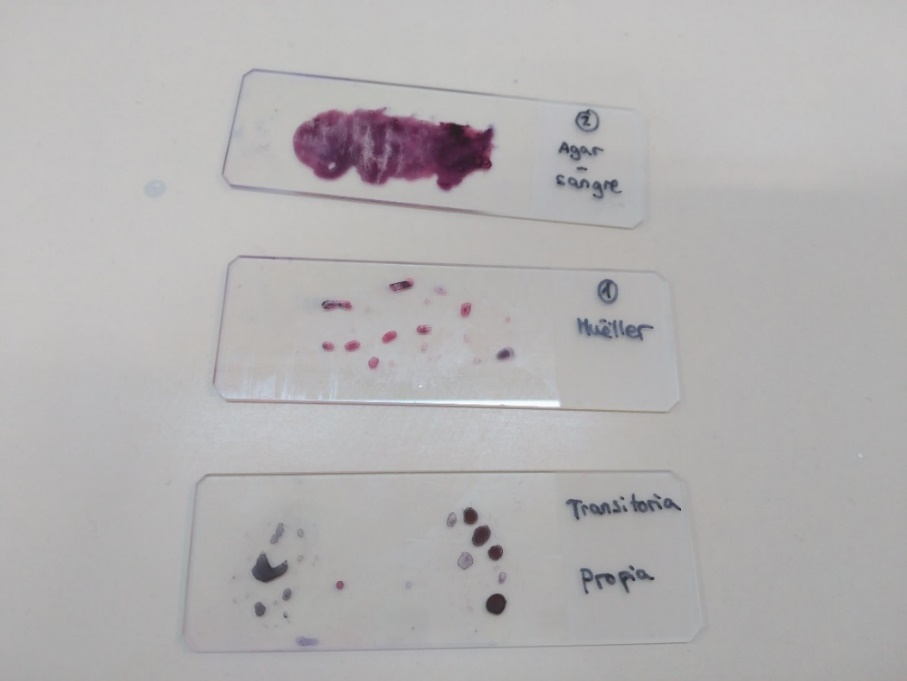 ②
Agar
-
sangre
①
Muëller
Transitoria
Propia